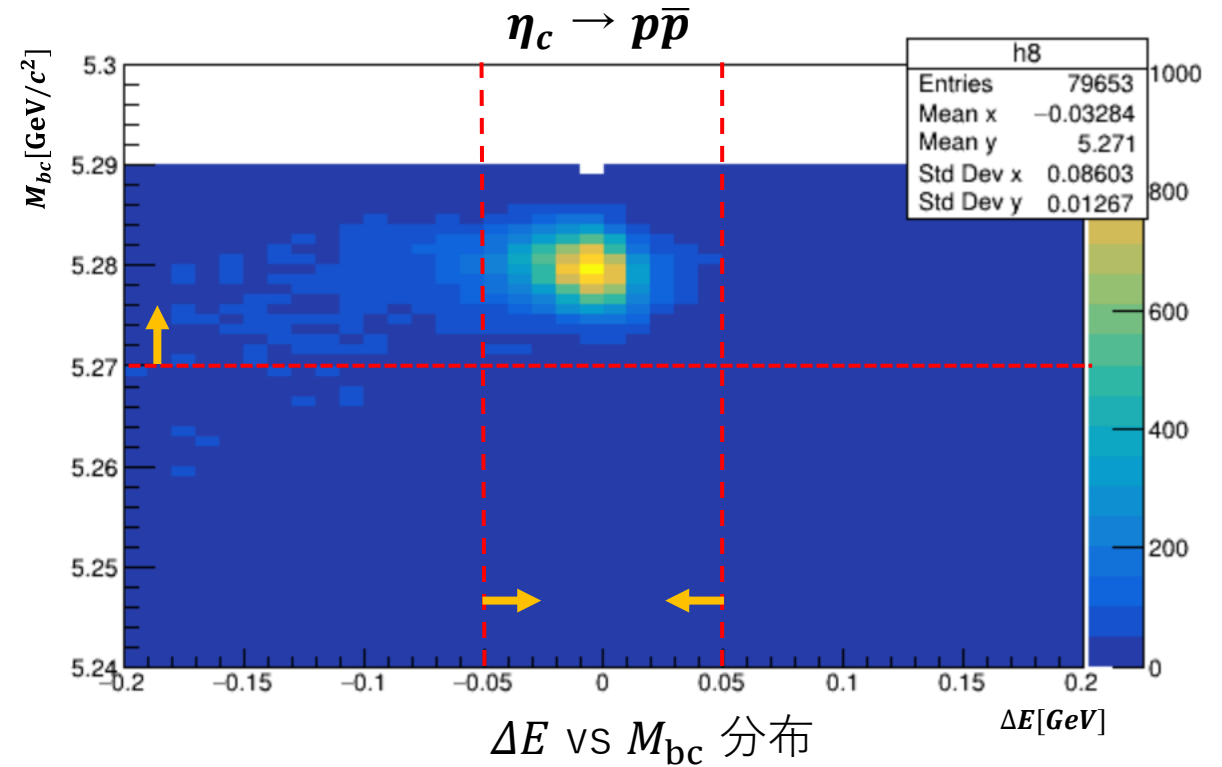 η_c → pp̅
M_bc[GeV/c²]
h8
Entries 79653
Mean x −0.03284
Mean y 5.271
Std Dev x 0.08603
Std Dev y 0.01267
5.3
5.29
5.28
5.27
5.26
5.25
5.24
1000
800
600
400
200
0
−0.2 −0.15 −0.1 −0.05 0 0.05 0.1 0.15 0.2
ΔE[GeV]
ΔE vs M_bc 分布